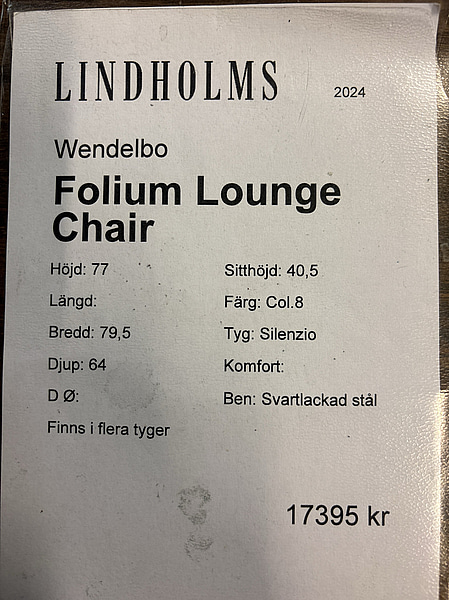 LINDHOLMS 2024
Wendelbo
Folium Lounge
Chair
Höjd: 77 Sitthöjd: 40,5
Längd: Färg: Col.8
Bredd: 79,5 Tyg: Silenzio
Djup: 64 Komfort:
D Ø: Ben: Svartlackad stål
Finns i flera tyger
17395 kr